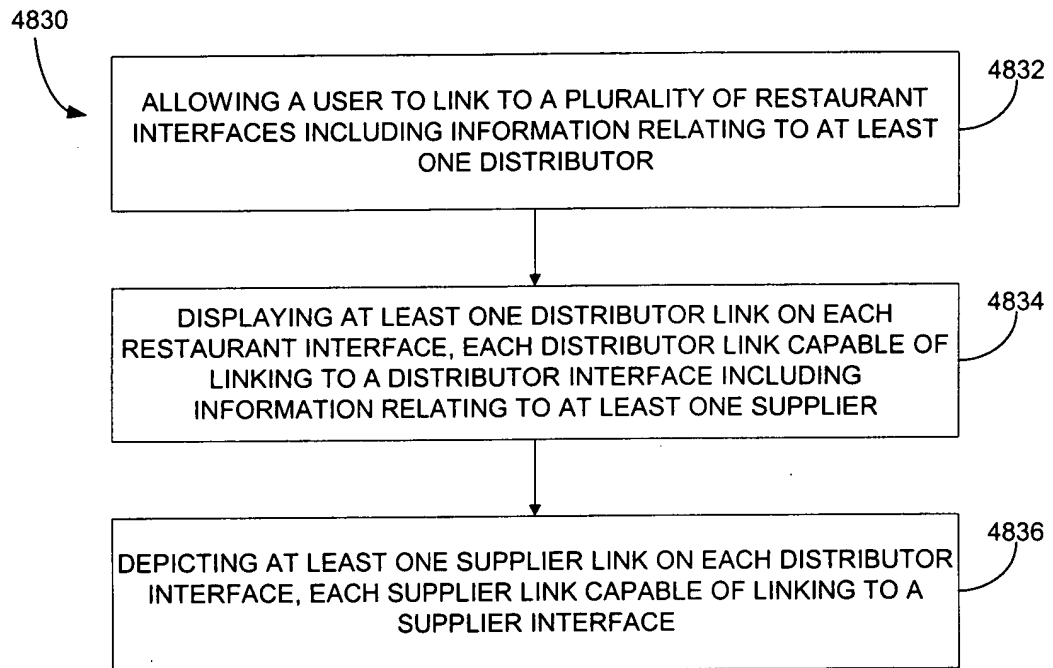 4830
ALLOWING A USER TO LINK TO A PLURALITY OF RESTAURANT
INTERFACES INCLUDING INFORMATION RELATING TO AT LEAST
ONE DISTRIBUTOR
4832
DISPLAYING AT LEAST ONE DISTRIBUTOR LINK ON EACH
RESTAURANT INTERFACE, EACH DISTRIBUTOR LINK CAPABLE OF
LINKING TO A DISTRIBUTOR INTERFACE INCLUDING
INFORMATION RELATING TO AT LEAST ONE SUPPLIER
4834
DEPICTING AT LEAST ONE SUPPLIER LINK ON EACH DISTRIBUTOR
INTERFACE, EACH SUPPLIER LINK CAPABLE OF LINKING TO A
SUPPLIER INTERFACE
4836